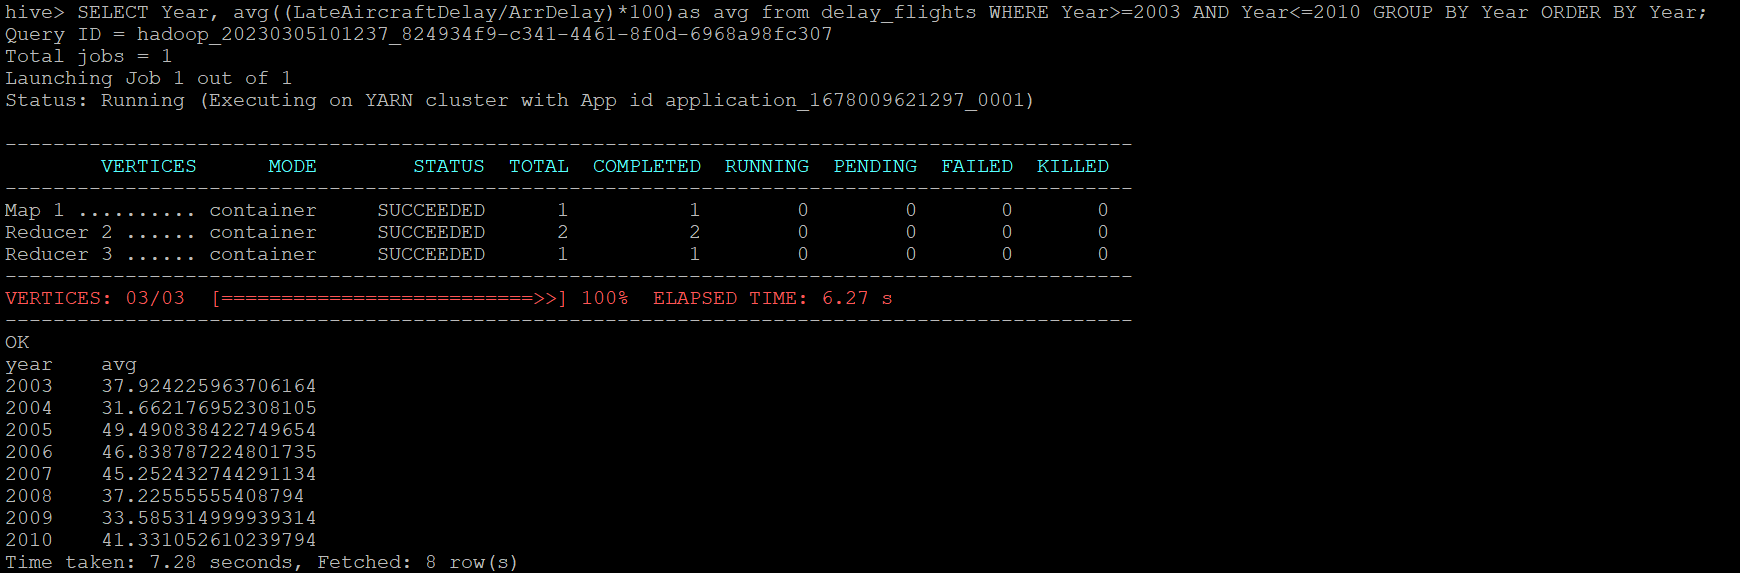 hive> SELECT Year, avg((LateAircraftDelay/ArrDelay)*100)as avg from delay_flights WHERE Year>=2003 AND Year<=2010 GROUP BY Year ORDER BY Year;
Query ID = hadoop_20230305101237_824934f9-c341-4461-8f0d-6968a98fc307
Total jobs = 1
Launching Job 1 out of 1
Status: Running (Executing on YARN cluster with App id application_1678009621297_0001)
----------------------------------------------------------------------------------------------
        VERTICES      MODE        STATUS  TOTAL  COMPLETED  RUNNING  PENDING  FAILED  KILLED
----------------------------------------------------------------------------------------------
Map 1 .......... container     SUCCEEDED      1          1        0        0       0       0
Reducer 2 ...... container     SUCCEEDED      2          2        0        0       0       0
Reducer 3 ...... container     SUCCEEDED      1          1        0        0       0       0
----------------------------------------------------------------------------------------------
VERTICES: 03/03  [==========================>>] 100%  ELAPSED TIME: 6.27 s
----------------------------------------------------------------------------------------------
OK
year    avg
2003    37.924225963706164
2004    31.662176952308105
2005    49.490838422749654
2006    46.838787224801735
2007    45.252432744291134
2008    37.22555555408794
2009    33.585314999939314
2010    41.331052610239794
Time taken: 7.28 seconds, Fetched: 8 row(s)